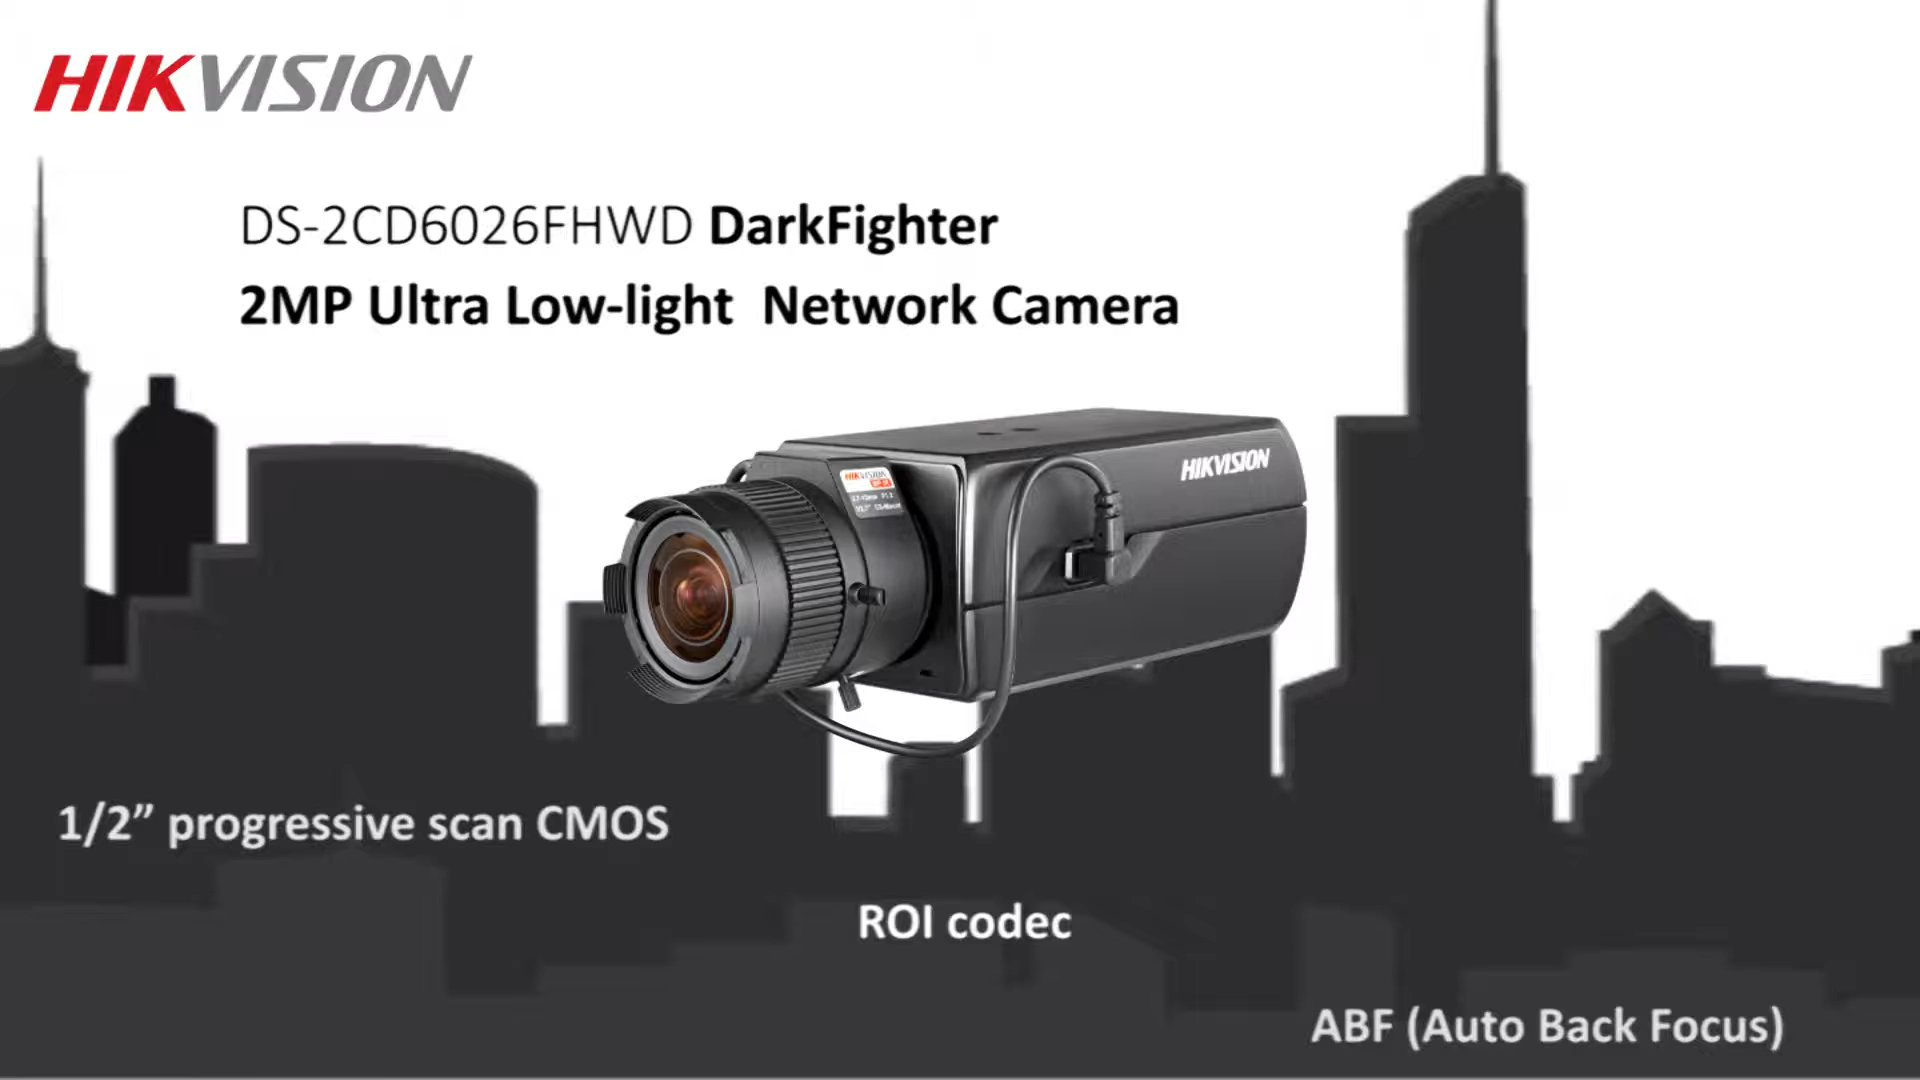 HIKVISION
DS-2CD6026FHWD DarkFighter
2MP Ultra Low-light Network Camera
HIKVISION
HIKVISION
1/2” progressive scan CMOS
ROI codec
ABF (Auto Back Focus)